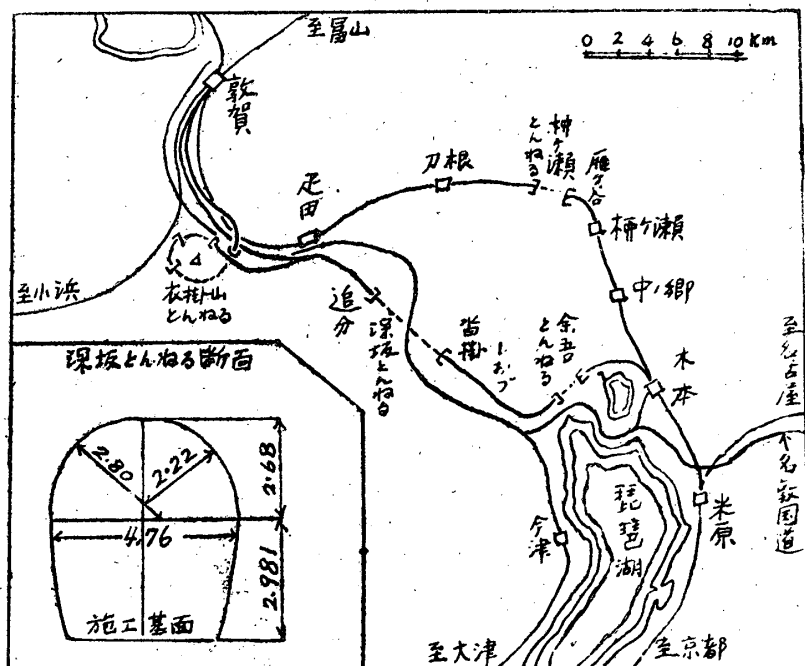 至富山
0 2 4 6 8 10 Km
敦賀
柳ヶ瀬
とんねる
雁ヶ谷
刀根
疋田
柳ヶ瀬
至小浜
衣掛山
とんねる
中ノ郷
追分
深坂とんねる
沓掛
しおづ
余吾
とんねる
木本
至名古屋
名敦国道
米原
琵琶湖
今津
至大津
至京都
深坂とんねる断面
2.80
2.22
2.68
4.76
2.981
施工基面